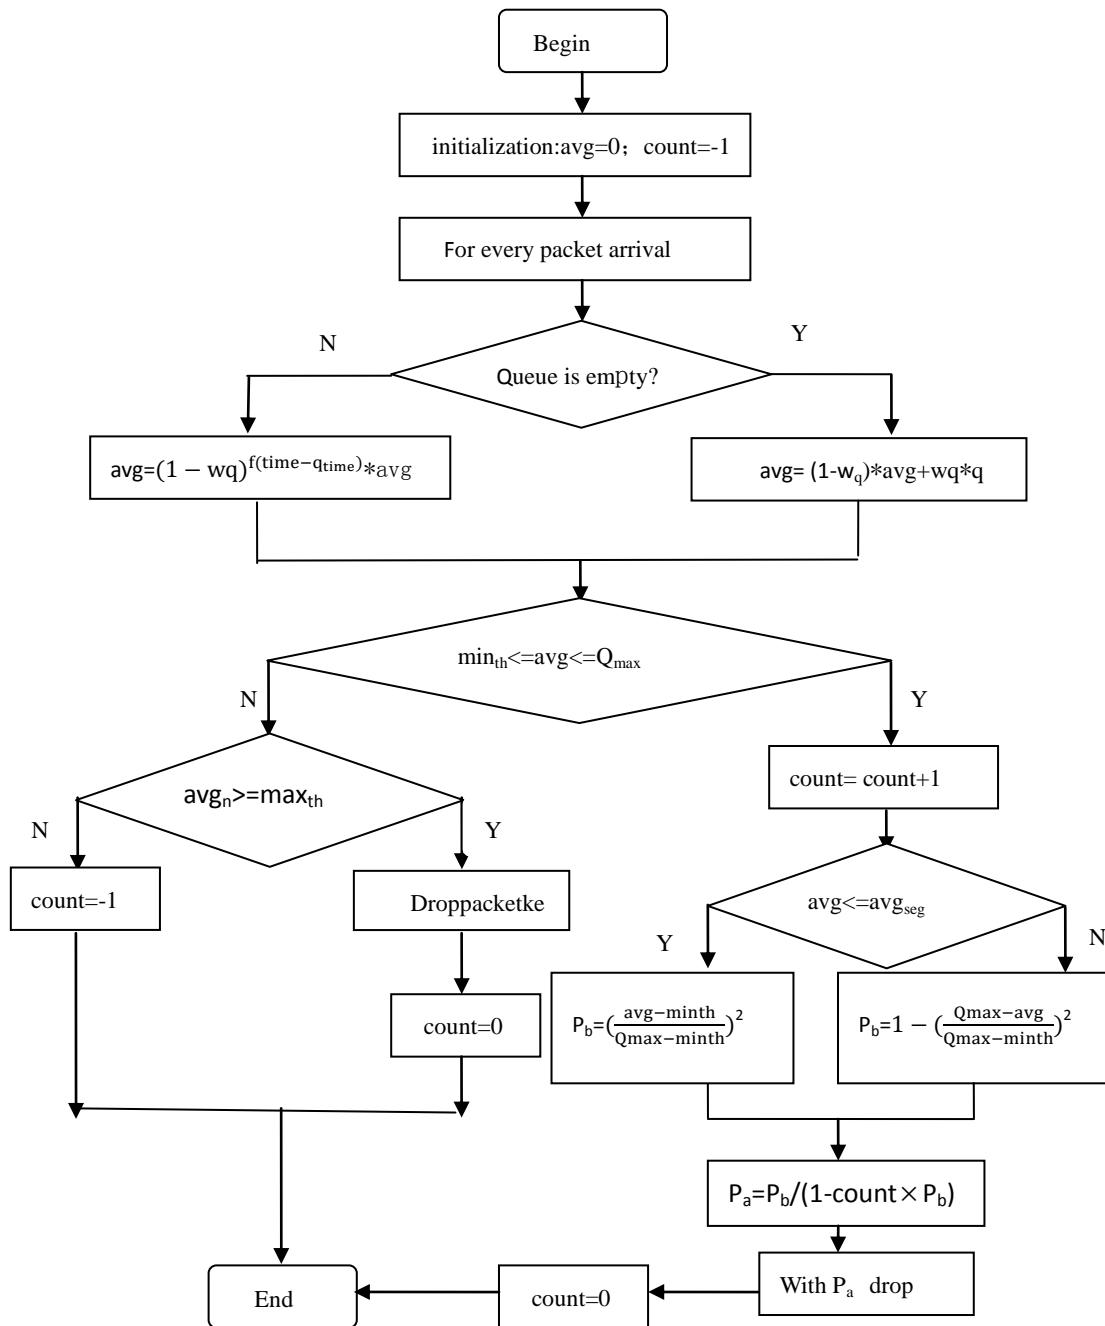 Begin
initialization:avg=0；count=-1
For every packet arrival
N
Y
Queue is empty?
avg=(1 − wq)^f(time−q_time)*avg
avg= (1-w_q)*avg+wq*q
min_th<=avg<=Q_max
N
Y
avg_n>=max_th
count= count+1
N
Y
count=-1
Droppacketke
avg<=avg_seg
Y
N
count=0
P_b=(avg−minth/Qmax−minth)²
P_b=1 − (Qmax−avg/Qmax−minth)²
P_a=P_b/(1-count×P_b)
With P_a drop
count=0
End